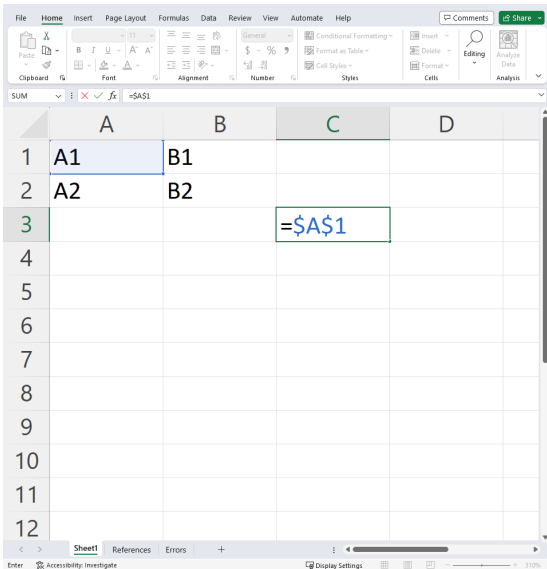 File Home Insert Page Layout Formulas Data Review View Automate Help Comments Share
Paste 11 B I U A A General $ % 9 Conditional Formatting Format as Table Cell Styles Insert Delete Format Editing Analyze Data
Clipboard Font Alignment Number Styles Cells Analysis
SUM fx =$A$1
A B C D
1 A1 B1
2 A2 B2
3 =$A$1
4
5
6
7
8
9
10
11
12
Sheet1 References Errors +
Enter Accessibility: Investigate Display Settings 310%